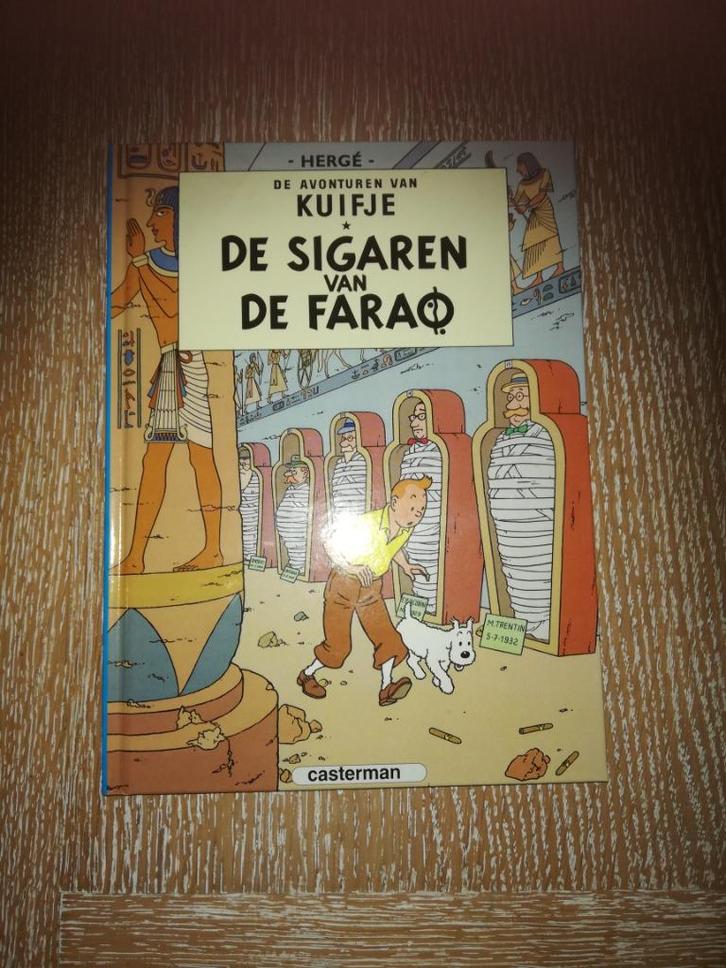 - HERGÉ -
DE AVONTUREN VAN
KUIFJE
DE SIGAREN
VAN
DE FARAO
M. TRENTIN
5-7-1932
casterman